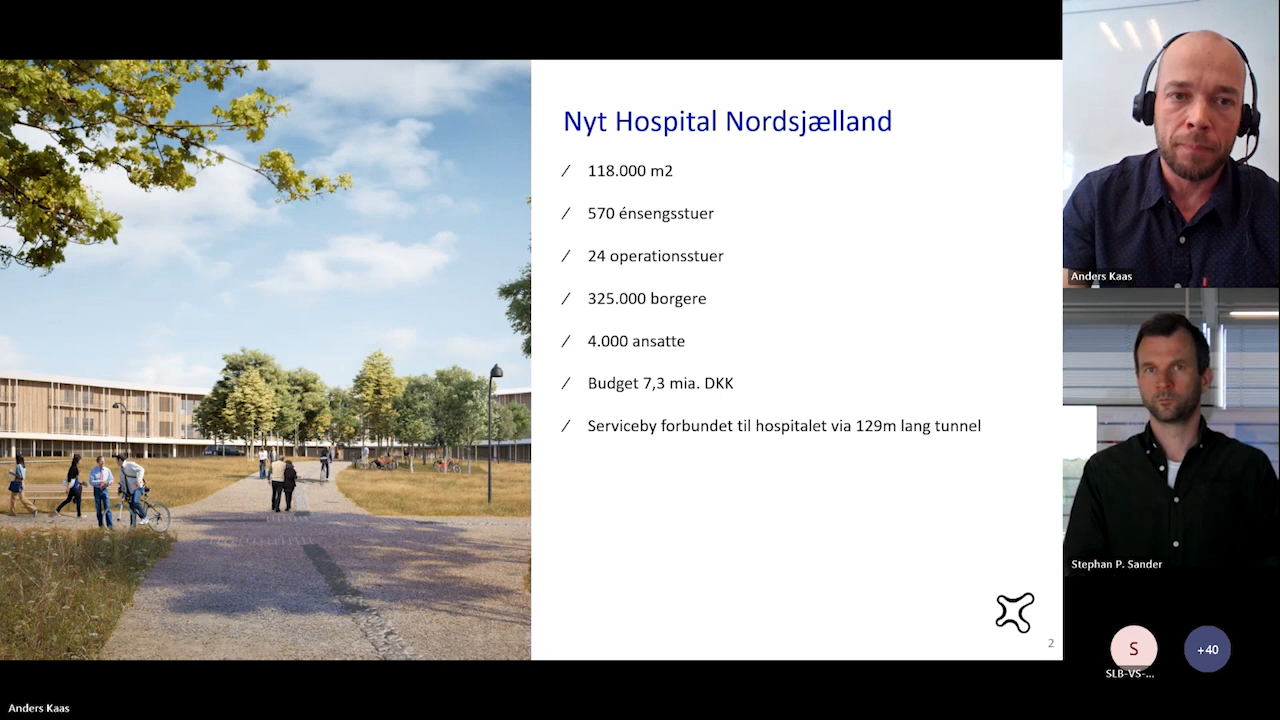 Nyt Hospital Nordsjælland
/ 118.000 m2
/ 570 énsengsstuer
/ 24 operationsstuer
/ 325.000 borgere
/ 4.000 ansatte
/ Budget 7,3 mia. DKK
/ Serviceby forbundet til hospitalet via 129m lang tunnel
2
Anders Kaas
Stephan P. Sander
S
SLB-VS-...
+40
Anders Kaas